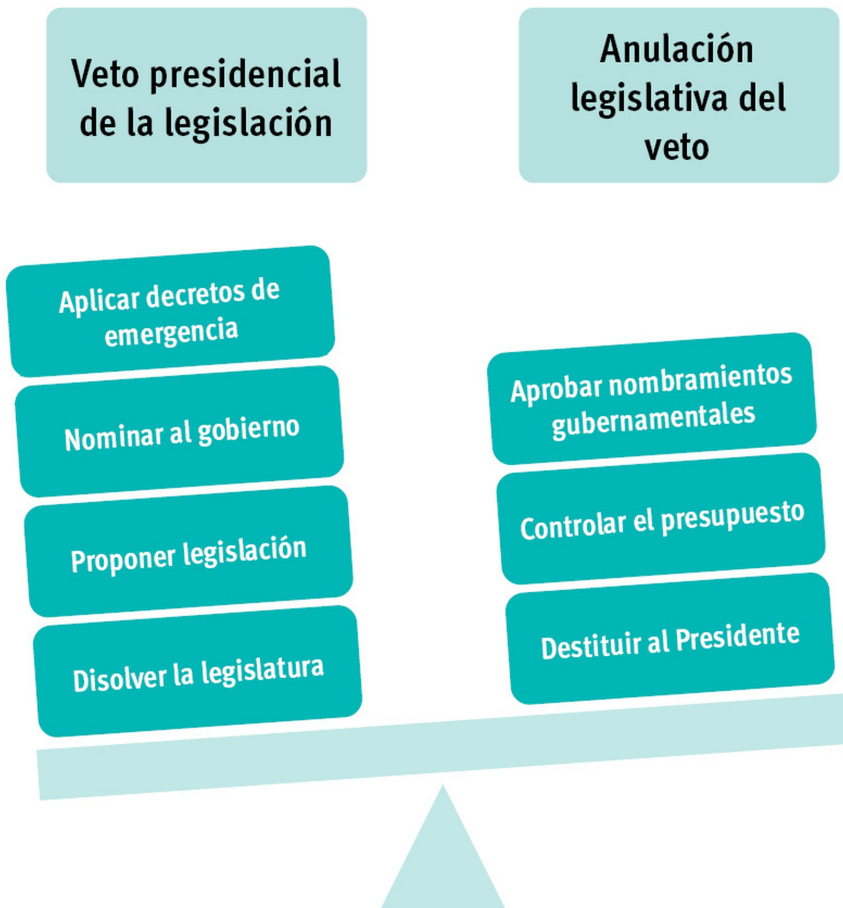 Veto presidencial
de la legislación
Anulación
legislativa del
veto
Aplicar decretos de
emergencia
Nominar al gobierno
Proponer legislación
Disolver la legislatura
Aprobar nombramientos
gubernamentales
Controlar el presupuesto
Destituir al Presidente